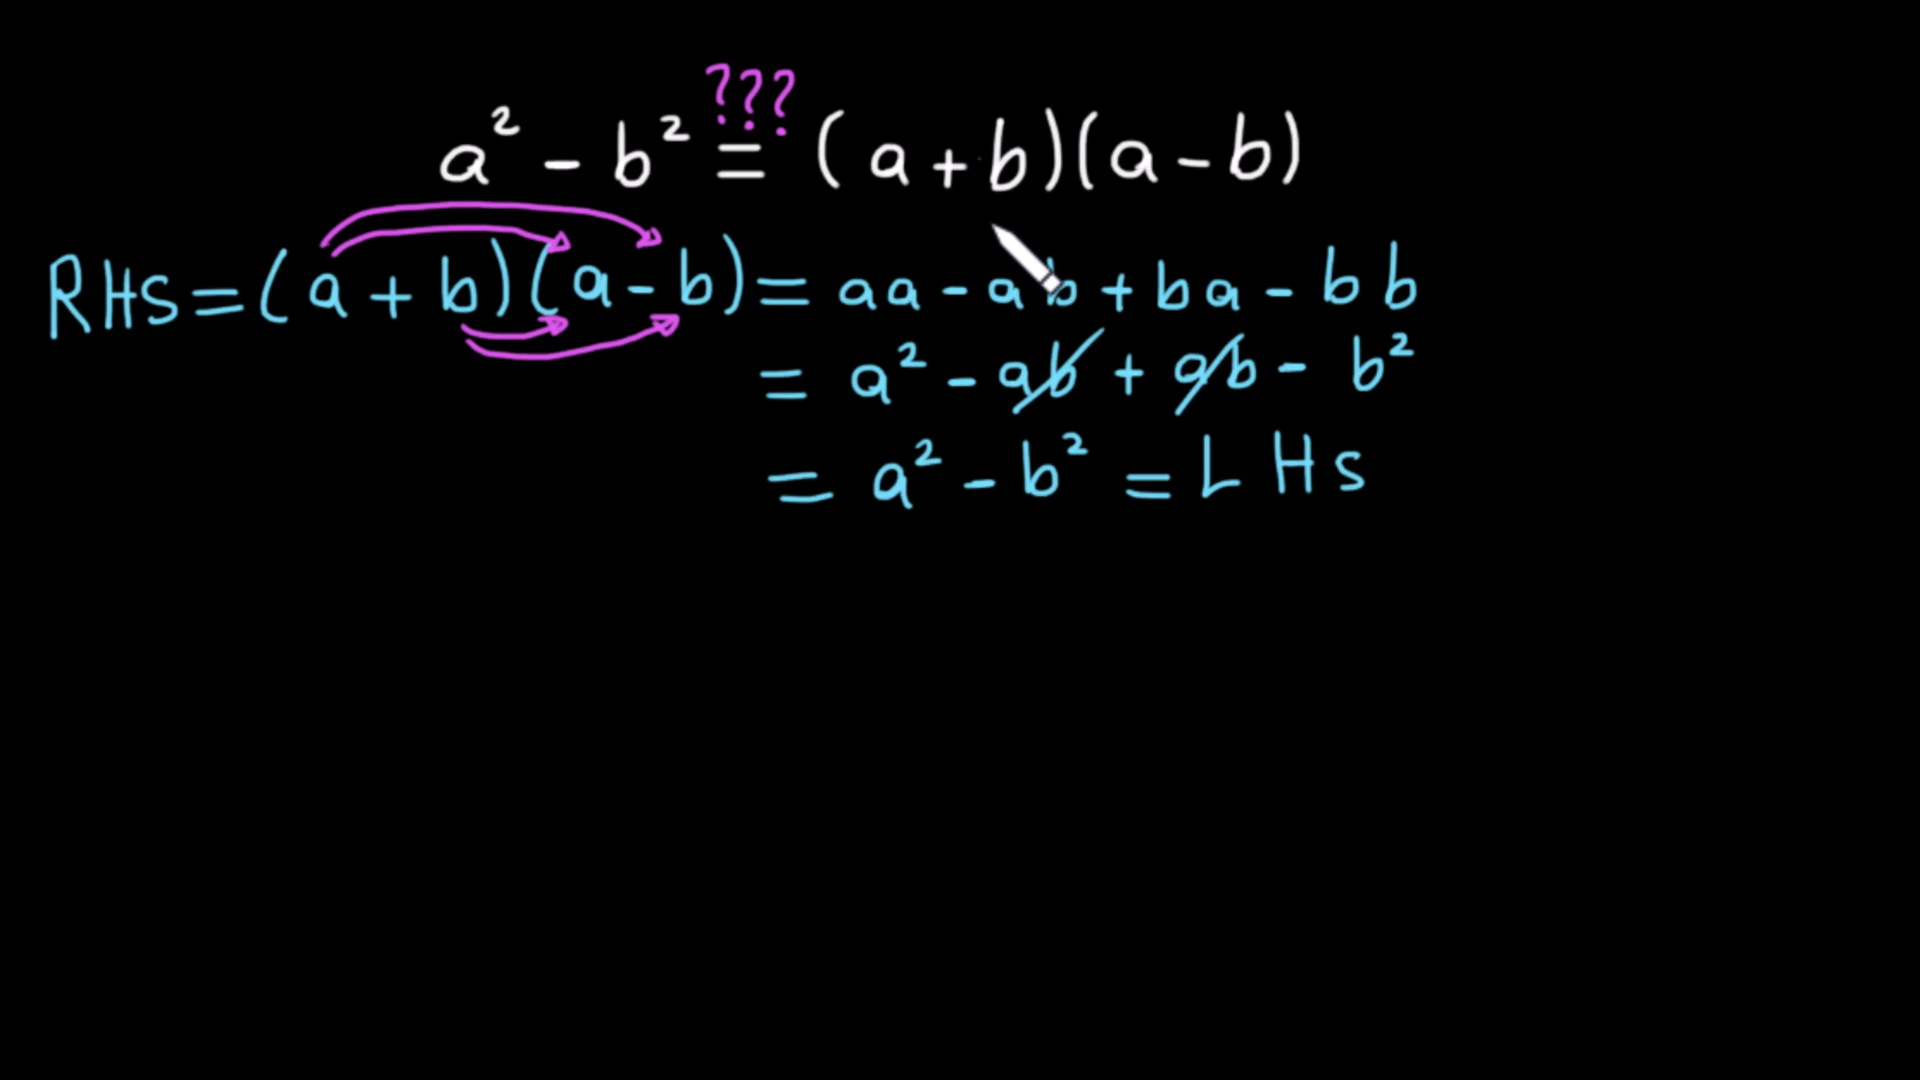 ???
a² - b² = (a + b)(a - b)
RHS = (a + b)(a - b) = aa - ab + ba - bb
= a² - ab + ab - b²
= a² - b² = LHS